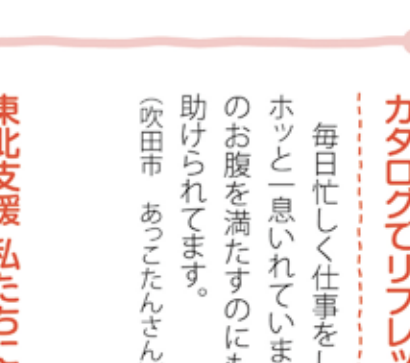 カタログでリフレッ
毎日忙しく仕事をし
ホッと一息いれていま
のお腹を満たすのにも
助けられてます。
(吹田市 あっこたんさん
東北支援 私たちに